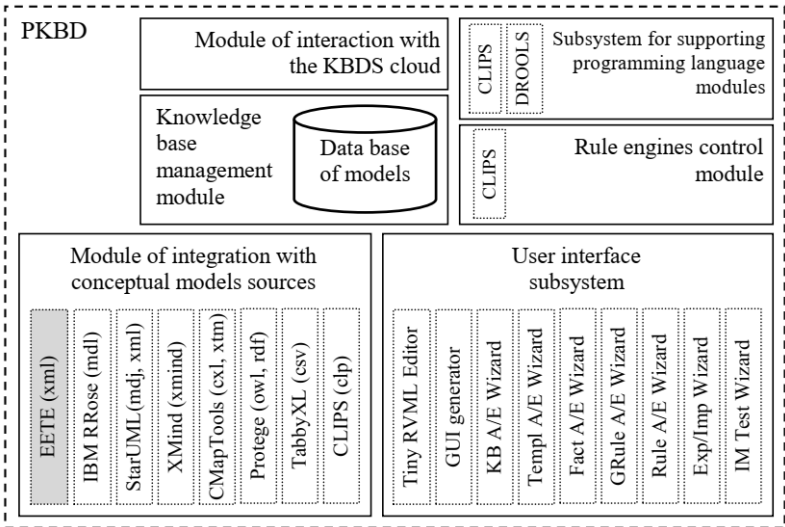 PKBD
Module of interaction with
the KBDS cloud
CLIPS
DROOLS
Subsystem for supporting
programming language
modules
Knowledge
base
management
module
Data base
of models
CLIPS
Rule engines control
module
Module of integration with
conceptual models sources
EETE (xml)
IBM RRose (mdl)
StarUML(mdj, xml)
XMind (xmind)
CMapTools (cxl, xtm)
Protege (owl, rdf)
TabbyXL (csv)
CLIPS (clp)
User interface
subsystem
Tiny RVML Editor
GUI generator
KB A/E Wizard
Templ A/E Wizard
Fact A/E Wizard
GRule A/E Wizard
Rule A/E Wizard
Exp/Imp Wizard
IM Test Wizard